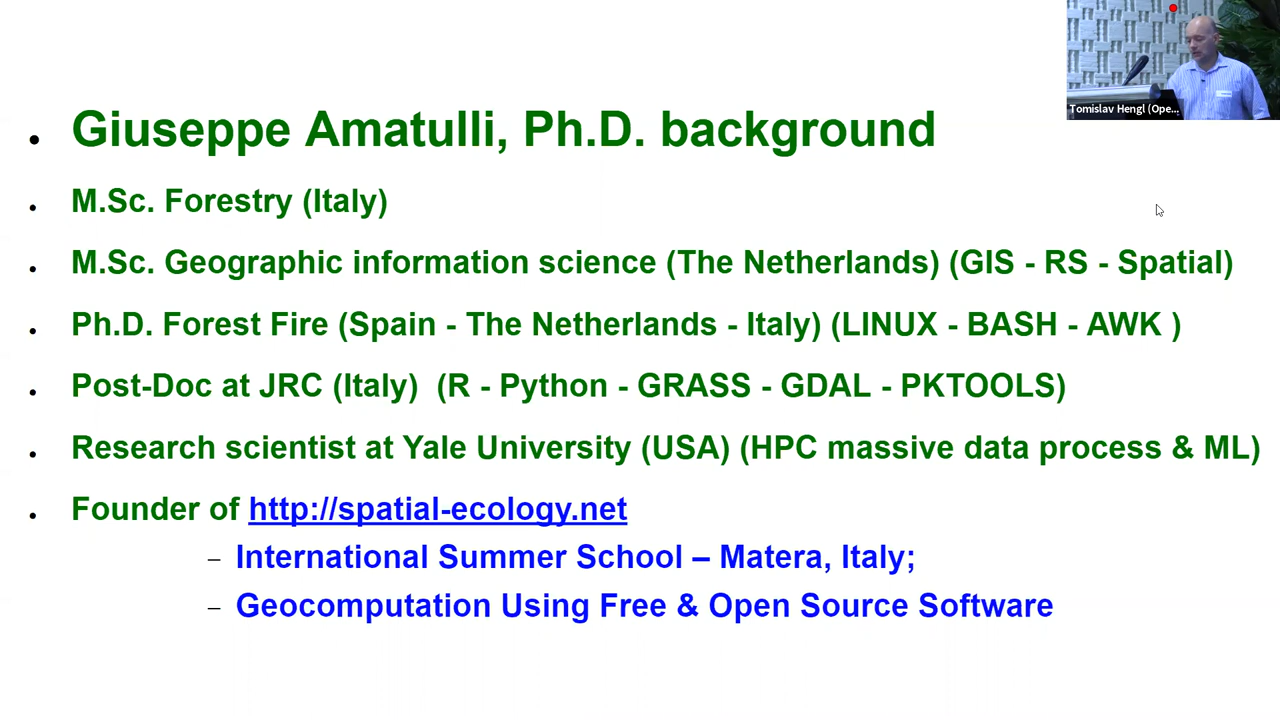 Giuseppe Amatulli, Ph.D. background
Tomislav Hengl (Ope...
M.Sc. Forestry (Italy)
M.Sc. Geographic information science (The Netherlands) (GIS - RS - Spatial)
Ph.D. Forest Fire (Spain - The Netherlands - Italy) (LINUX - BASH - AWK )
Post-Doc at JRC (Italy)  (R - Python - GRASS - GDAL - PKTOOLS)
Research scientist at Yale University (USA) (HPC massive data process & ML)
Founder of http://spatial-ecology.net
– International Summer School – Matera, Italy;
– Geocomputation Using Free & Open Source Software